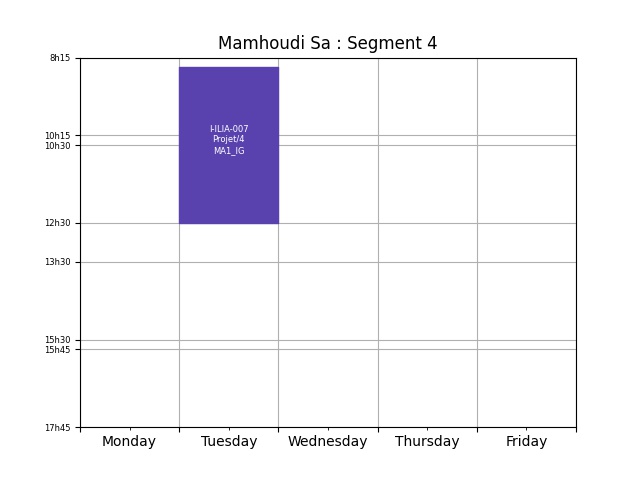 Mamhoudi Sa : Segment 4
8h15
I-ILIA-007
Projet/4
MA1_IG
10h15
10h30
12h30
13h30
15h30
15h45
17h45
Monday Tuesday Wednesday Thursday Friday